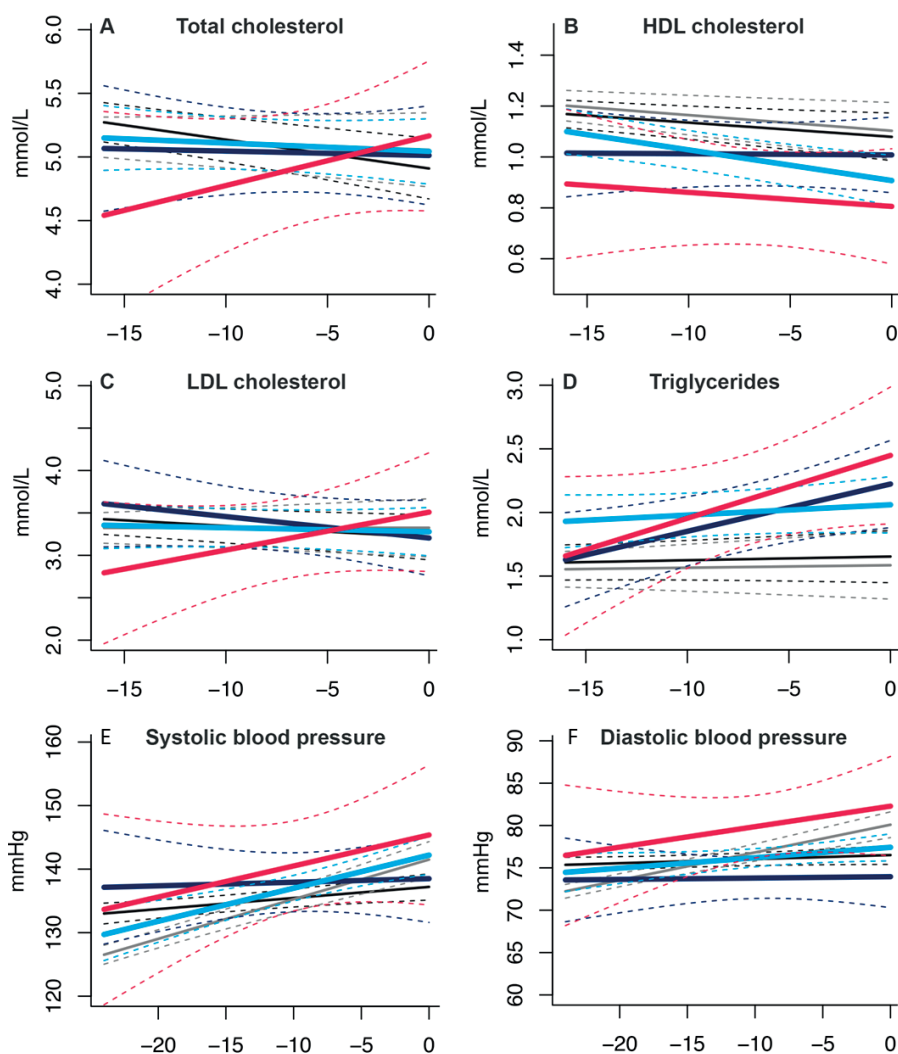 A Total cholesterol
B HDL cholesterol
mmol/L
6.0
5.5
5.0
4.5
4.0
−15 −10 −5 0
mmol/L
1.4
1.2
1.0
0.8
0.6
−15 −10 −5 0
C LDL cholesterol
D Triglycerides
mmol/L
5.0
4.0
3.0
2.0
−15 −10 −5 0
mmol/L
3.0
2.5
2.0
1.5
1.0
−15 −10 −5 0
E Systolic blood pressure
F Diastolic blood pressure
mmHg
160
150
140
130
120
−20 −15 −10 −5 0
mmHg
90
85
80
75
70
60
−20 −15 −10 −5 0